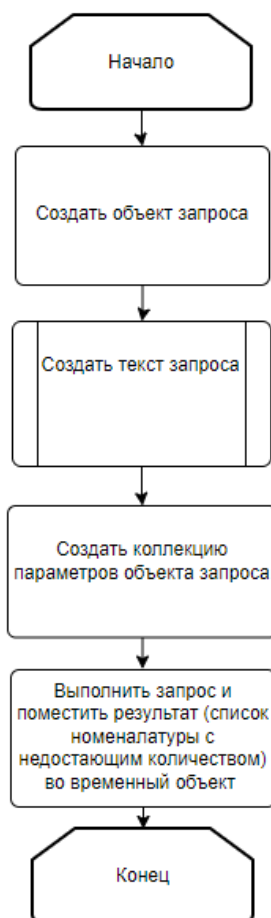 Начало
Создать объект запроса
Создать текст запроса
Создать коллекцию
параметров объекта запроса
Выполнить запрос и
поместить результат (список
номеналатуры с
недостающим количеством)
во временный объект
Конец